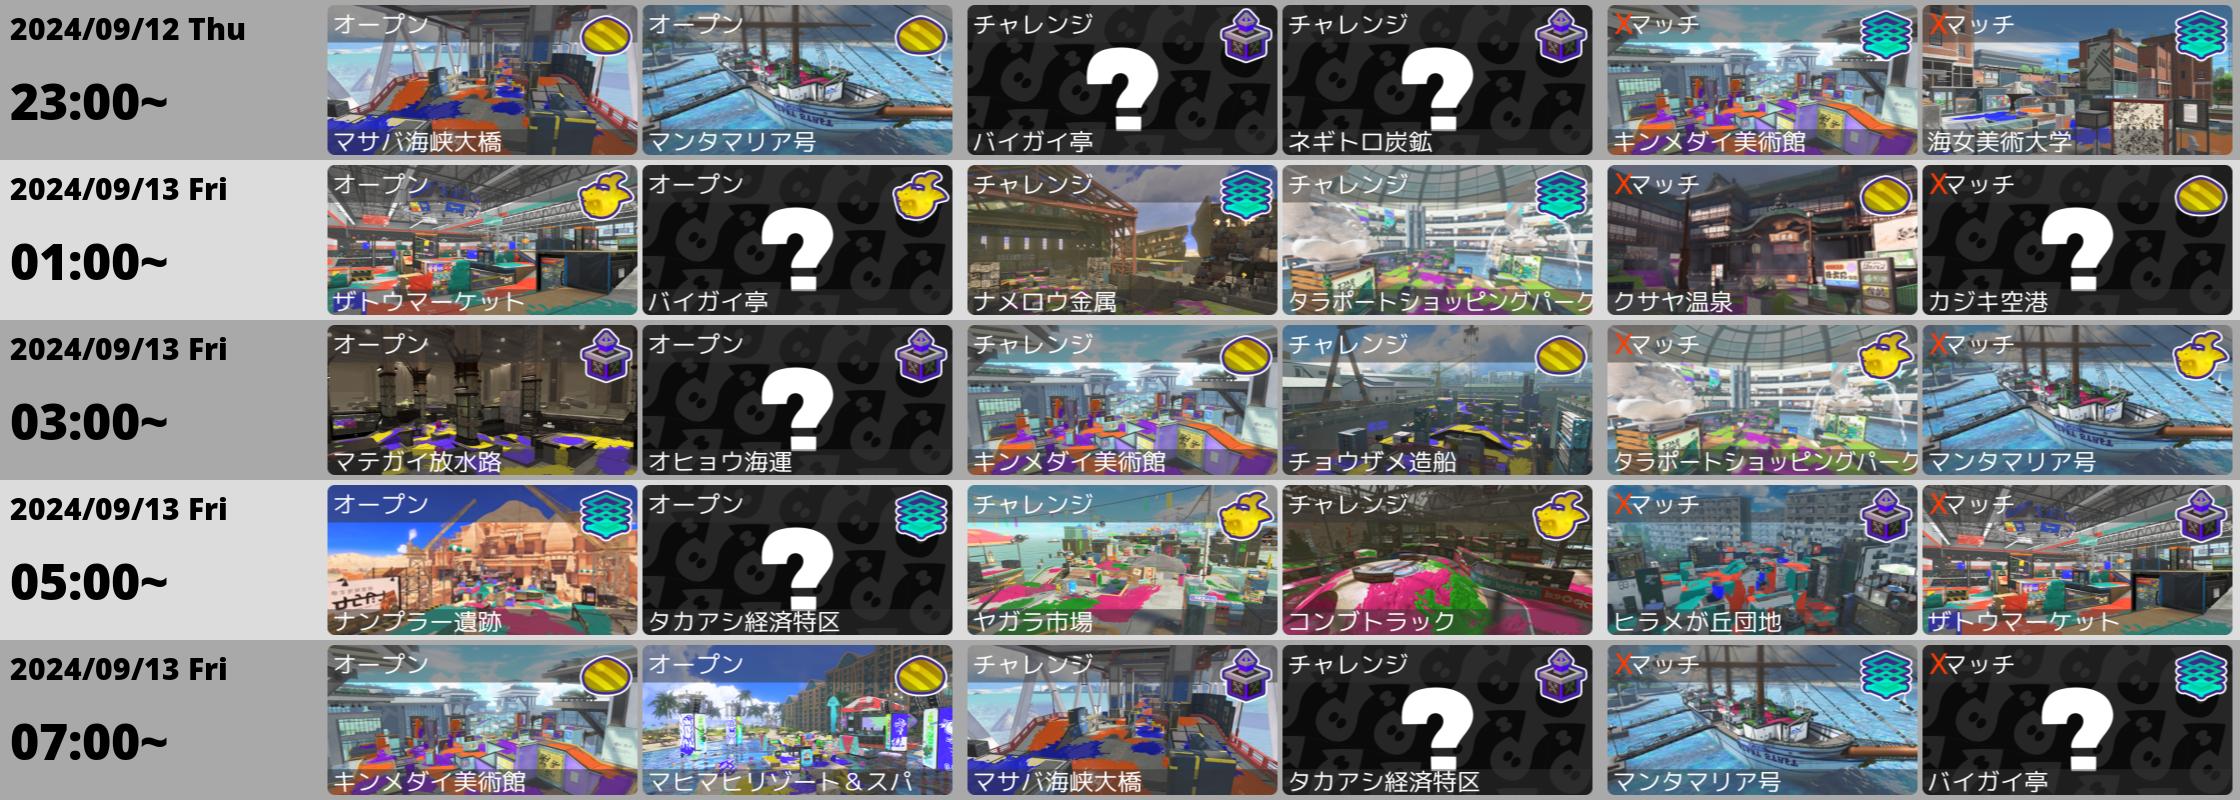 2024/09/12 Thu
23:00~
オープン
マサバ海峡大橋
オープン
マンタマリア号
チャレンジ
?
バイガイ亭
チャレンジ
?
ネギトロ炭鉱
Xマッチ
キンメダイ美術館
Xマッチ
海女美術大学
2024/09/13 Fri
01:00~
オープン
ザトウマーケット
オープン
?
バイガイ亭
チャレンジ
ナメロウ金属
チャレンジ
タラポートショッピングパーク
Xマッチ
クサヤ温泉
Xマッチ
?
カジキ空港
2024/09/13 Fri
03:00~
オープン
マテガイ放水路
オープン
?
オヒョウ海運
チャレンジ
キンメダイ美術館
チャレンジ
チョウザメ造船
Xマッチ
タラポートショッピングパーク
Xマッチ
マンタマリア号
2024/09/13 Fri
05:00~
オープン
ナンプラー遺跡
オープン
?
タカアシ経済特区
チャレンジ
ヤガラ市場
チャレンジ
コンブトラック
Xマッチ
ヒラメが丘団地
Xマッチ
ザトウマーケット
2024/09/13 Fri
07:00~
オープン
キンメダイ美術館
オープン
マヒマヒリゾート＆スパ
チャレンジ
マサバ海峡大橋
チャレンジ
?
タカアシ経済特区
Xマッチ
マンタマリア号
Xマッチ
?
バイガイ亭